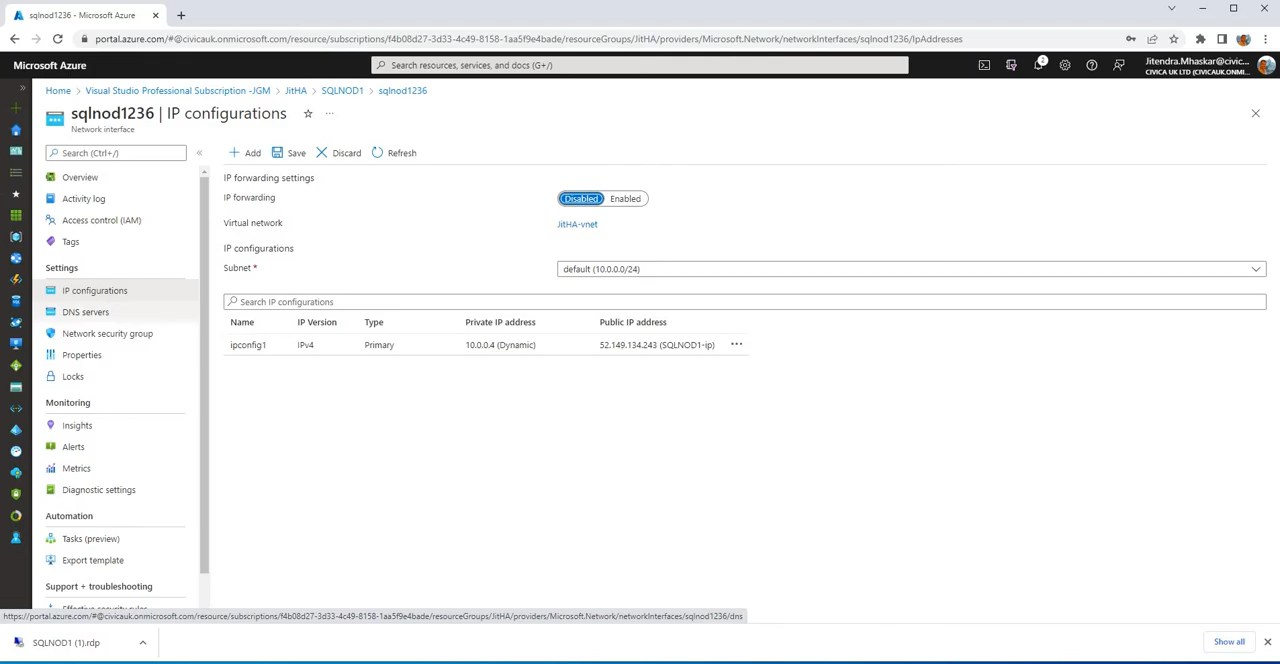 sqlnod1236 - Microsoft Azure
portal.azure.com/#@civicauk.onmicrosoft.com/resource/subscriptions/f4b08d27-3d33-4c49-8158-1aa5f9e4bade/resourceGroups/JitHA/providers/Microsoft.Network/networkInterfaces/sqlnod1236/IpAddresses
Microsoft Azure
Search resources, services, and docs (G+/)
2
Jitendra.Mhaskar@civic...
CIVICA UK LTD (CIVICAUK.ONMI...
Home > Visual Studio Professional Subscription -JGM > JitHA > SQLNOD1 > sqlnod1236
sqlnod1236 | IP configurations
Network interface
Search (Ctrl+/)
Add Save Discard Refresh
Overview
Activity log
Access control (IAM)
Tags
Settings
IP configurations
DNS servers
Network security group
Properties
Locks
Monitoring
Insights
Alerts
Metrics
Diagnostic settings
Automation
Tasks (preview)
Export template
Support + troubleshooting
Effective security rules
IP forwarding settings
IP forwarding Disabled Enabled
Virtual network JitHA-vnet
IP configurations
Subnet * default (10.0.0.0/24)
Search IP configurations
Name IP Version Type Private IP address Public IP address
ipconfig1 IPv4 Primary 10.0.0.4 (Dynamic) 52.149.134.243 (SQLNOD1-ip) ...
https://portal.azure.com/#@civicauk.onmicrosoft.com/resource/subscriptions/f4b08d27-3d33-4c49-8158-1aa5f9e4bade/resourceGroups/JitHA/providers/Microsoft.Network/networkInterfaces/sqlnod1236/dns
SQLNOD1 (1).rdp
Show all